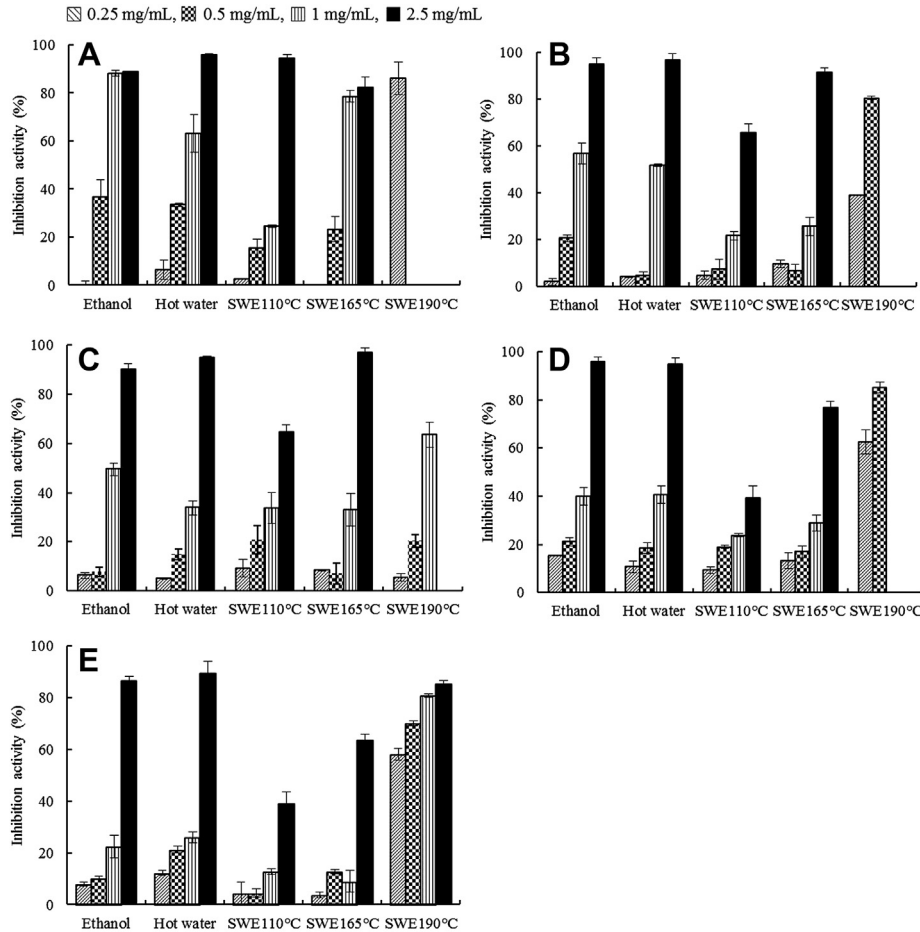 0.25 mg/mL, 0.5 mg/mL, 1 mg/mL, 2.5 mg/mL
A
Inhibition activity (%)
100
80
60
40
20
0
Ethanol Hot water SWE110°C SWE165°C SWE190°C
B
Inhibition activity (%)
100
80
60
40
20
0
Ethanol Hot water SWE110°C SWE165°C SWE190°C
C
Inhibition activity (%)
100
80
60
40
20
0
Ethanol Hot water SWE110°C SWE165°C SWE190°C
D
Inhibition activity (%)
100
80
60
40
20
0
Ethanol Hot water SWE110°C SWE165°C SWE190°C
E
Inhibition activity (%)
100
80
60
40
20
0
Ethanol Hot water SWE110°C SWE165°C SWE190°C